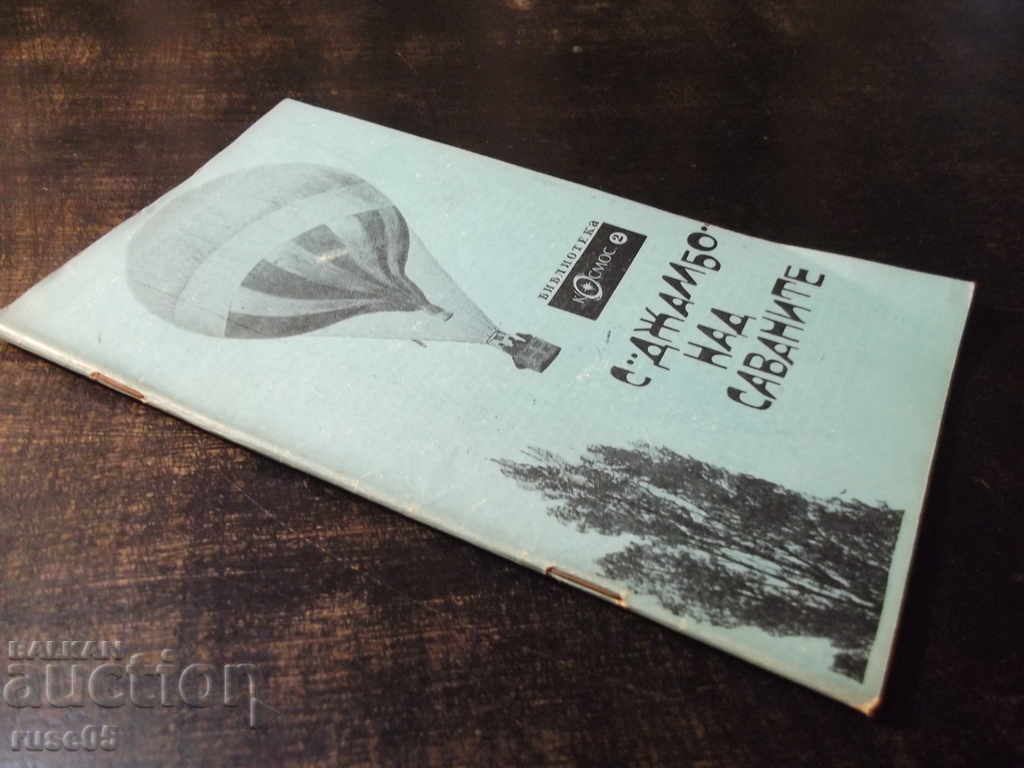 библиотека
КОСМОС 2
С "ДЖАМБО"
НАД
САВАНИТЕ
BALKAN
auction
ruse05